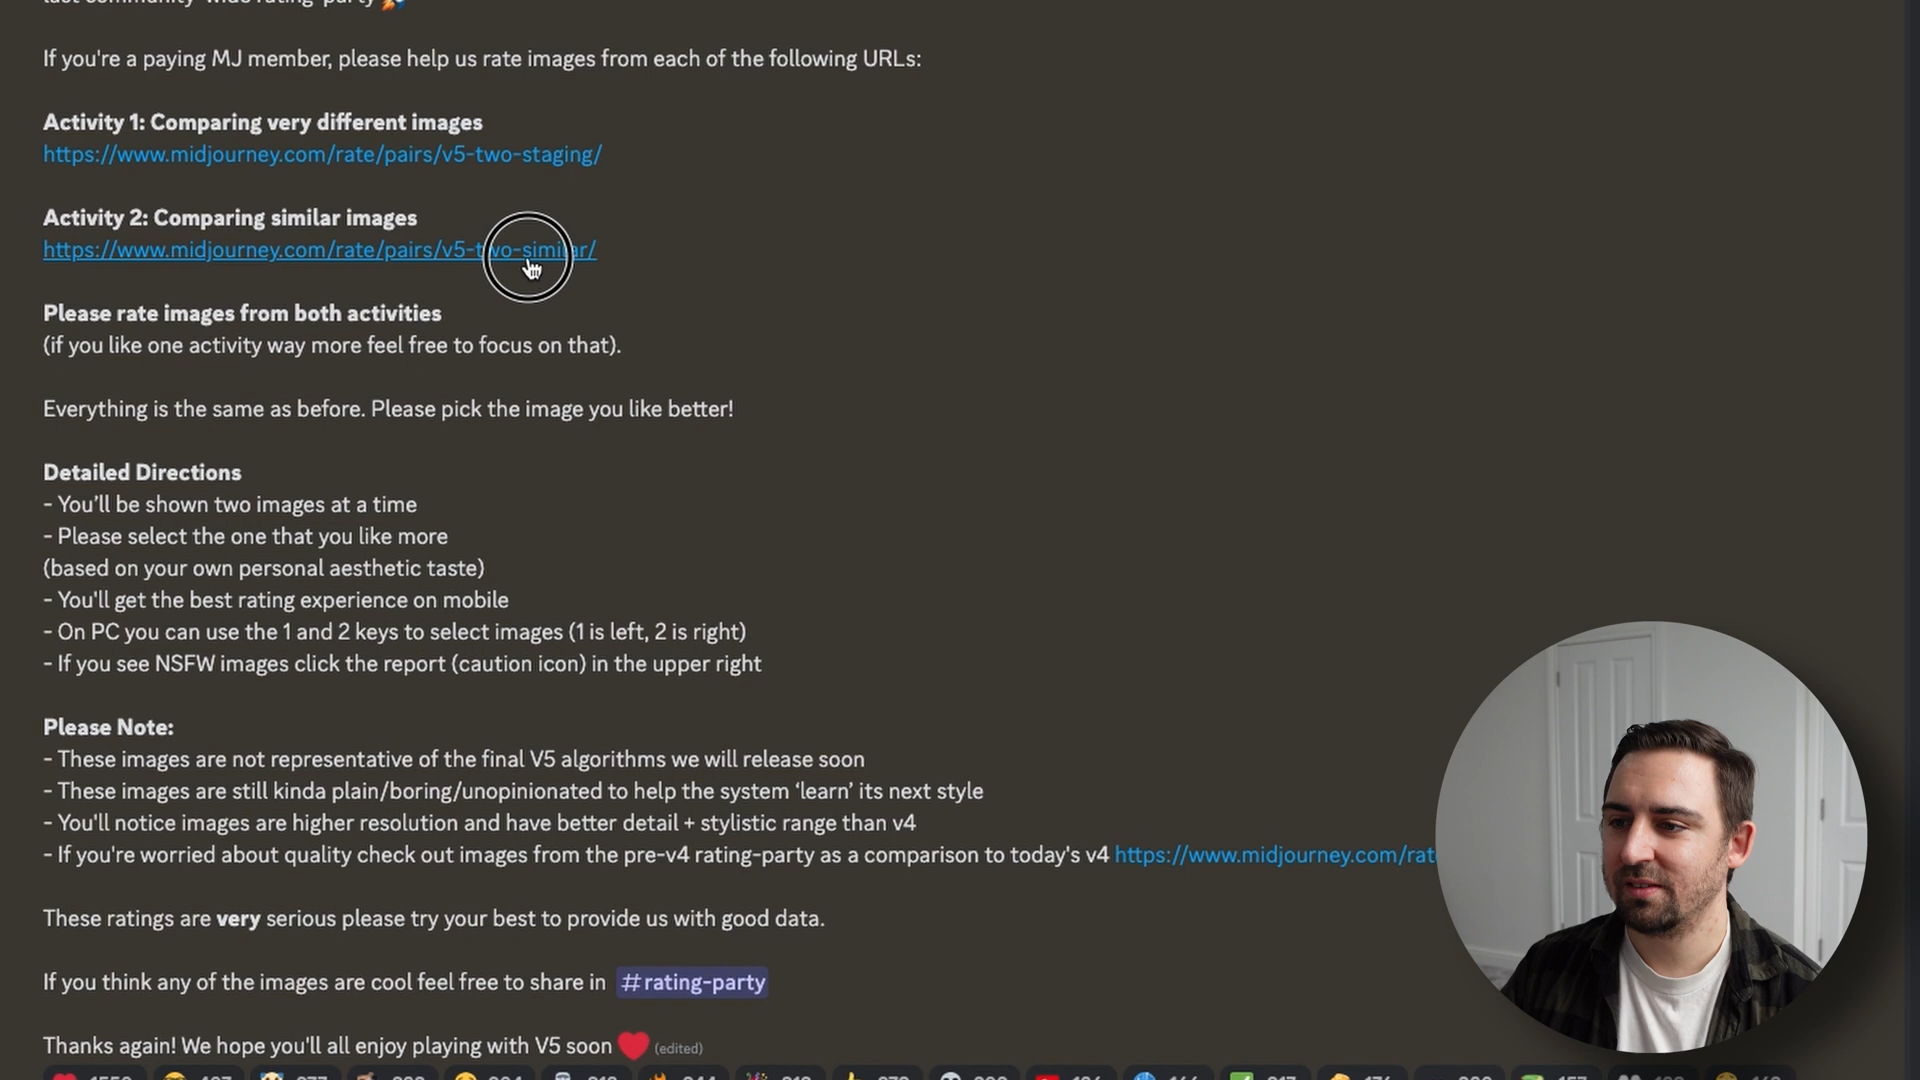 If you're a paying MJ member, please help us rate images from each of the following URLs:
Activity 1: Comparing very different images
https://www.midjourney.com/rate/pairs/v5-two-staging/
Activity 2: Comparing similar images
https://www.midjourney.com/rate/pairs/v5-two-similar/
Please rate images from both activities
(if you like one activity way more feel free to focus on that).
Everything is the same as before. Please pick the image you like better!
Detailed Directions
- You'll be shown two images at a time
- Please select the one that you like more
(based on your own personal aesthetic taste)
- You'll get the best rating experience on mobile
- On PC you can use the 1 and 2 keys to select images (1 is left, 2 is right)
- If you see NSFW images click the report (caution icon) in the upper right
Please Note:
- These images are not representative of the final V5 algorithms we will release soon
- These images are still kinda plain/boring/unopinionated to help the system ‘learn’ its next style
- You'll notice images are higher resolution and have better detail + stylistic range than v4
- If you're worried about quality check out images from the pre-v4 rating-party as a comparison to today's v4 https://www.midjourney.com/rat
These ratings are very serious please try your best to provide us with good data.
If you think any of the images are cool feel free to share in #rating-party
Thanks again! We hope you'll all enjoy playing with V5 soon ❤️ (edited)